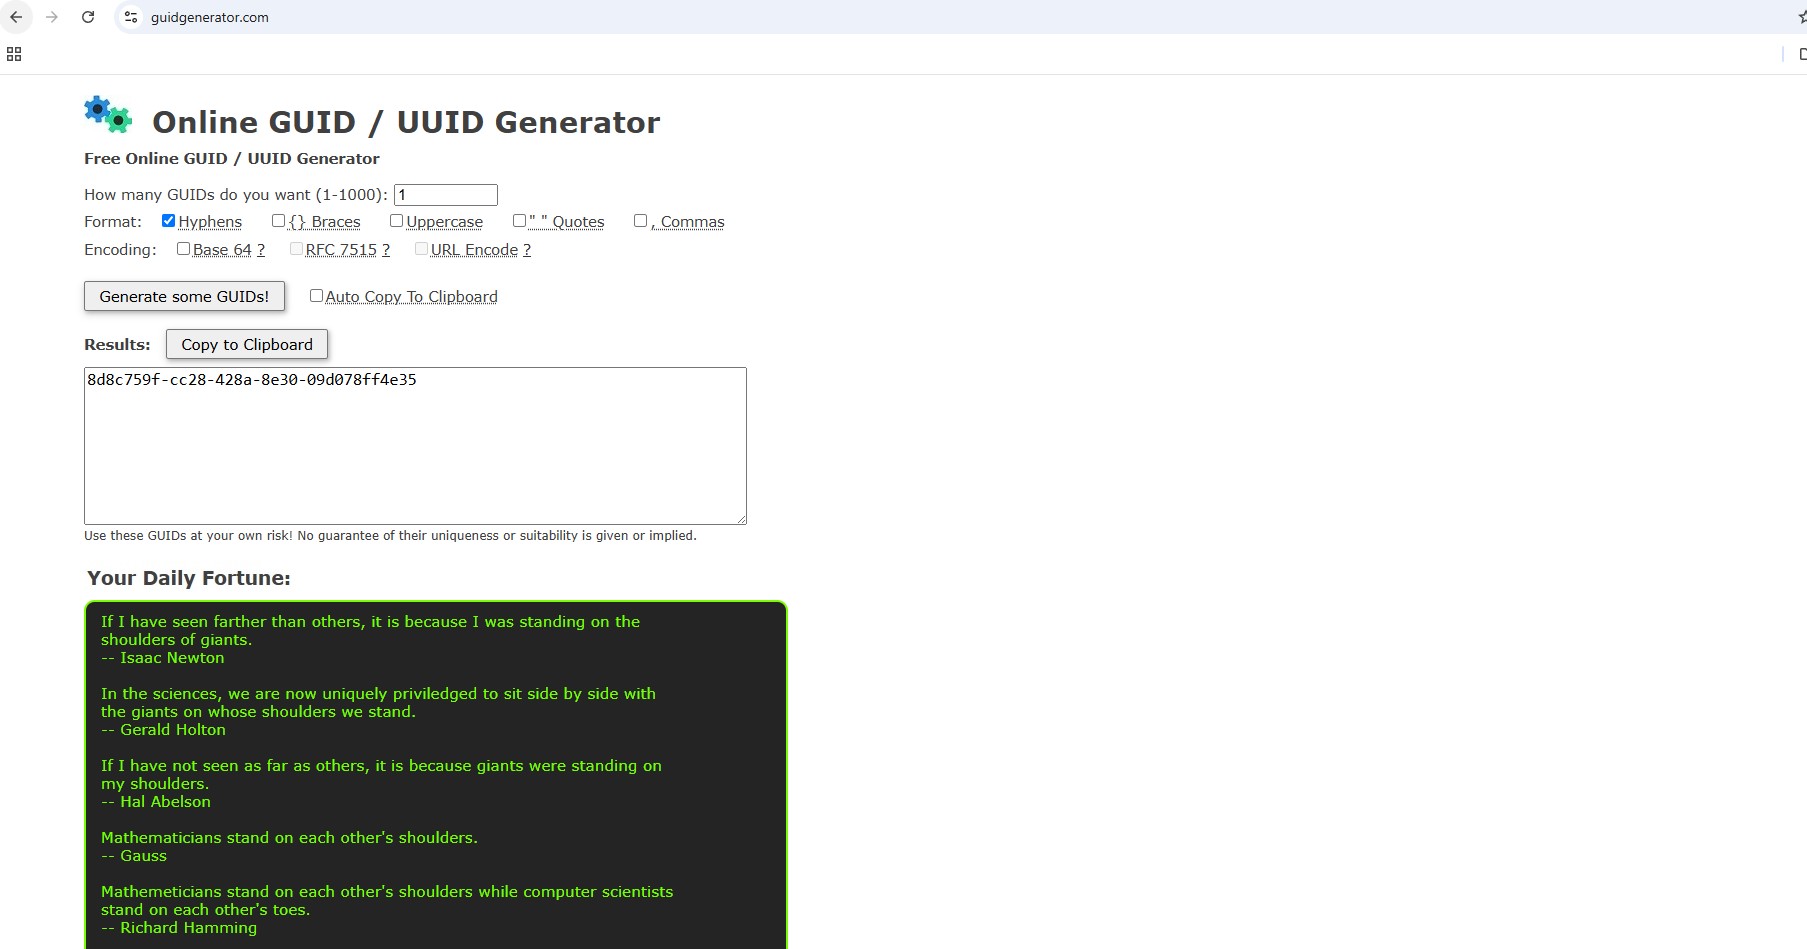 guidgenerator.com
Online GUID / UUID Generator
Free Online GUID / UUID Generator
How many GUIDs do you want (1-1000): 1
Format: Hyphens {} Braces Uppercase " " Quotes , Commas
Encoding: Base 64 ? RFC 7515 ? URL Encode ?
Generate some GUIDs! Auto Copy To Clipboard
Results: Copy to Clipboard
8d8c759f-cc28-428a-8e30-09d078ff4e35
Use these GUIDs at your own risk! No guarantee of their uniqueness or suitability is given or implied.
Your Daily Fortune:
If I have seen farther than others, it is because I was standing on the
shoulders of giants.
-- Isaac Newton
In the sciences, we are now uniquely priviledged to sit side by side with
the giants on whose shoulders we stand.
-- Gerald Holton
If I have not seen as far as others, it is because giants were standing on
my shoulders.
-- Hal Abelson
Mathematicians stand on each other's shoulders.
-- Gauss
Mathemeticians stand on each other's shoulders while computer scientists
stand on each other's toes.
-- Richard Hamming